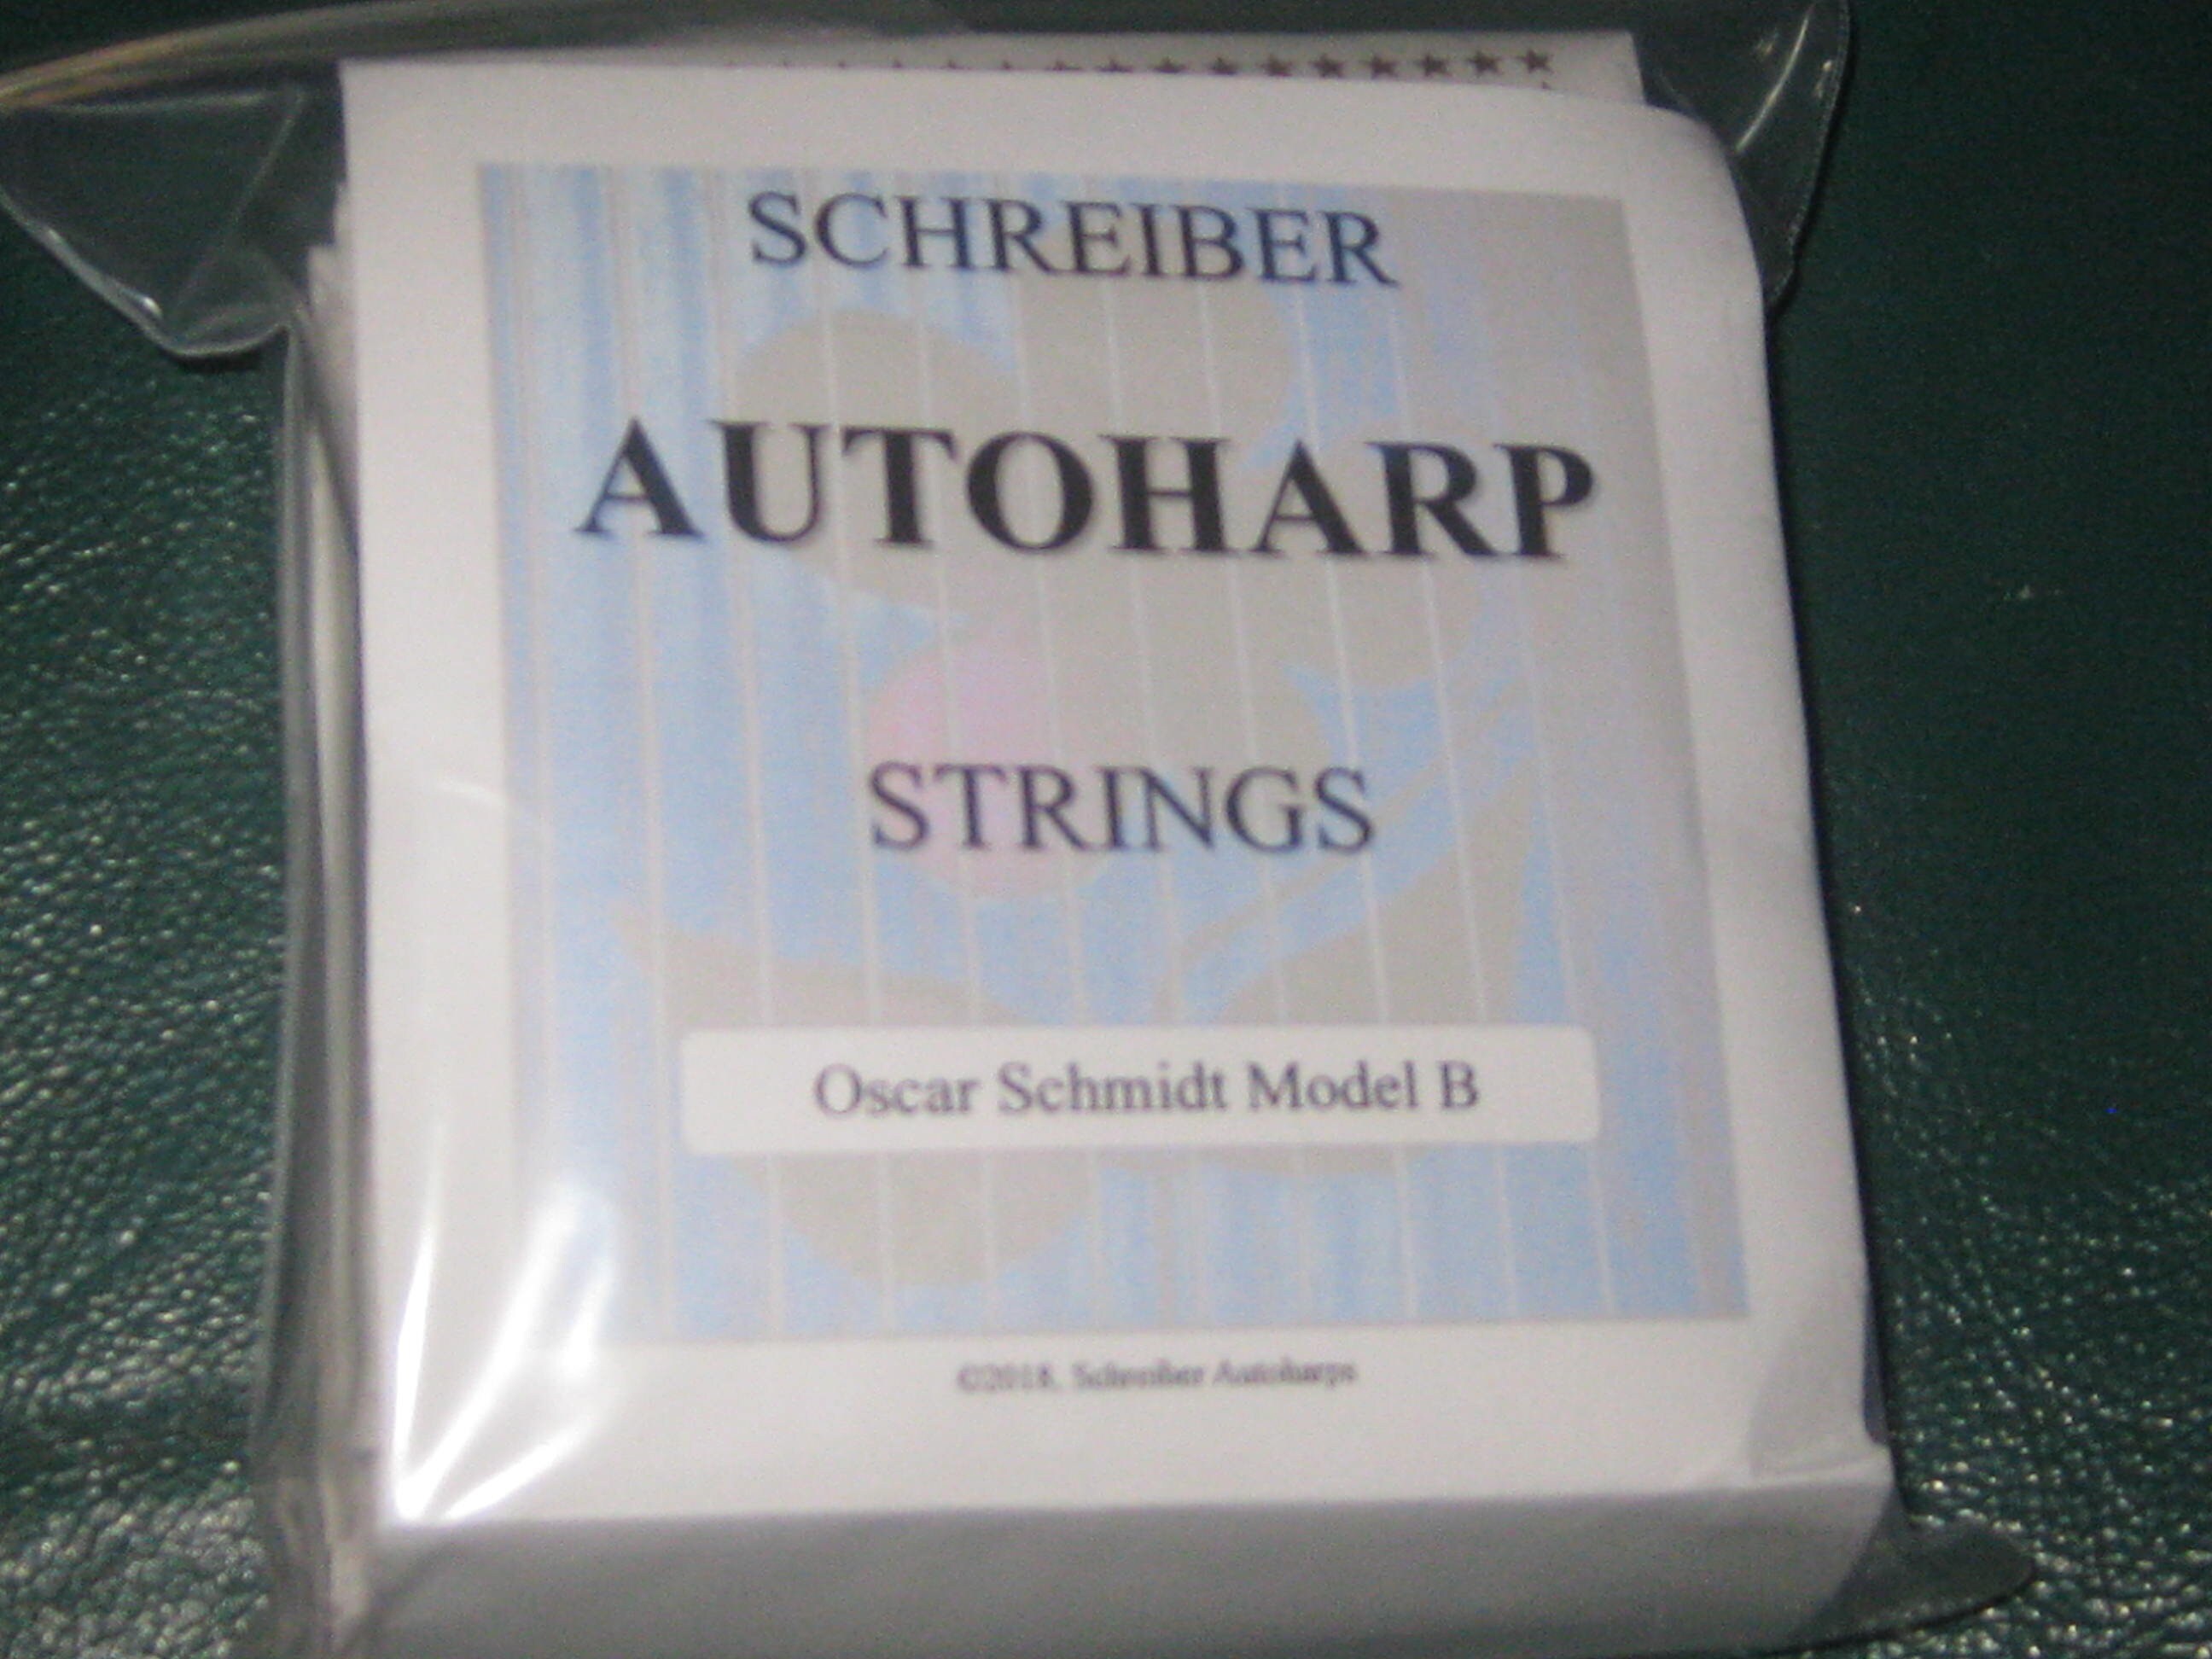 SCHREIBER
AUTOHARP
STRINGS
Oscar Schmidt Model B
©2018, Schreiber Autoharps